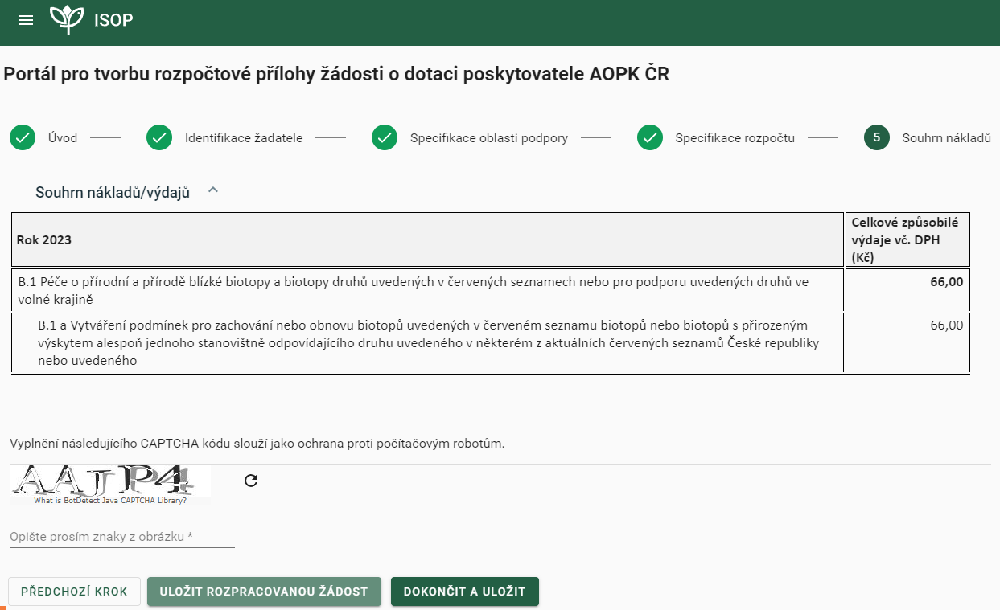 ISOP
Portál pro tvorbu rozpočtové přílohy žádosti o dotaci poskytovatele AOPK ČR
Úvod
Identifikace žadatele
Specifikace oblasti podpory
Specifikace rozpočtu
5
Souhrn nákladů
Souhrn nákladů/výdajů
Rok 2023
Celkové způsobilé
výdaje vč. DPH
(Kč)
B.1 Péče o přírodní a přírodě blízké biotopy a biotopy druhů uvedených v červených seznamech nebo pro podporu uvedených druhů ve
volné krajině
66,00
B.1 a Vytváření podmínek pro zachování nebo obnovu biotopů uvedených v červeném seznamu biotopů nebo biotopů s přirozeným
výskytem alespoň jednoho stanovištně odpovídajícího druhu uvedeného v některém z aktuálních červených seznamů České republiky
nebo uvedeného
66,00
Vyplnění následujícího CAPTCHA kódu slouží jako ochrana proti počítačovým robotům.
AAJP4
What is BotDetect Java CAPTCHA Library?
Opište prosím znaky z obrázku *
PŘEDCHOZÍ KROK
ULOŽIT ROZPRACOVANOU ŽÁDOST
DOKONČIT A ULOŽIT